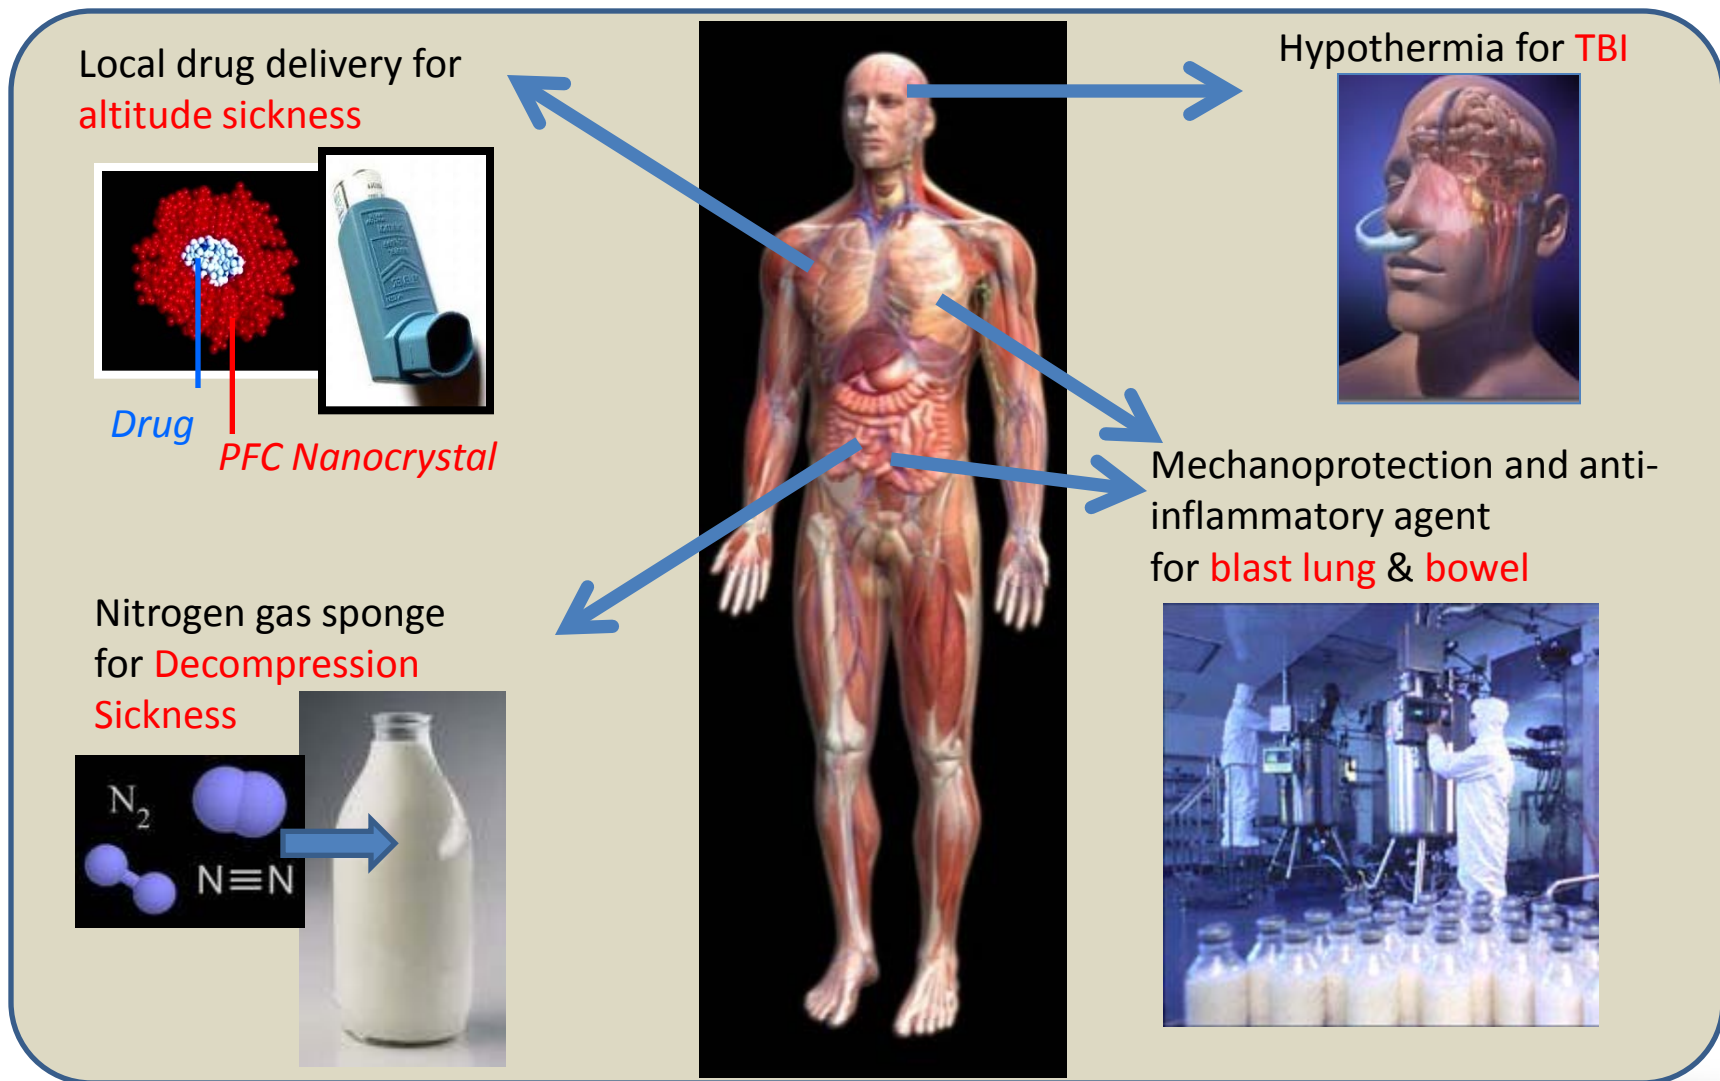 Local drug delivery for
altitude sickness
Drug
PFC Nanocrystal
Nitrogen gas sponge
for Decompression
Sickness
N2
N≡N
Hypothermia for TBI
Mechanoprotection and anti-
inflammatory agent
for blast lung & bowel